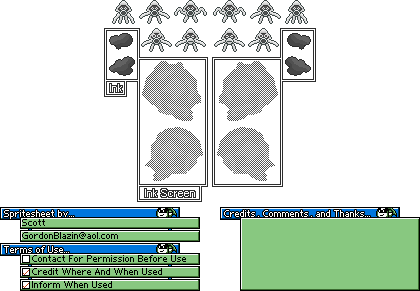 Ink
Ink Screen
Spritesheet by...
Scott
GordonBlazin@aol.com
Terms of Use...
Contact For Permission Before Use
Credit Where And When Used
Inform When Used
Credits, Comments, and Thanks...